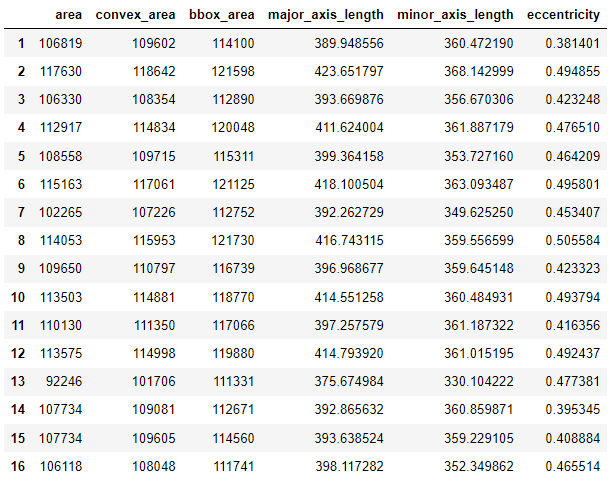 area convex_area bbox_area major_axis_length minor_axis_length eccentricity
1 106819 109602 114100 389.948556 360.472190 0.381401
2 117630 118642 121598 423.651797 368.142999 0.494855
3 106330 108354 112890 393.669876 356.670306 0.423248
4 112917 114834 120048 411.624004 361.887179 0.476510
5 108558 109715 115311 399.364158 353.727160 0.464209
6 115163 117061 121125 418.100504 363.093487 0.495801
7 102265 107226 112752 392.262729 349.625250 0.453407
8 114053 115953 121730 416.743115 359.556599 0.505584
9 109650 110797 116739 396.968677 359.645148 0.423323
10 113503 114881 118770 414.551258 360.484931 0.493794
11 110130 111350 117066 397.257579 361.187322 0.416356
12 113575 114998 119880 414.793920 361.015195 0.492437
13 92246 101706 111331 375.674984 330.104222 0.477381
14 107734 109081 112671 392.865632 360.859871 0.395345
15 107734 109605 114560 393.638524 359.229105 0.408884
16 106118 108048 111741 398.117282 352.349862 0.465514